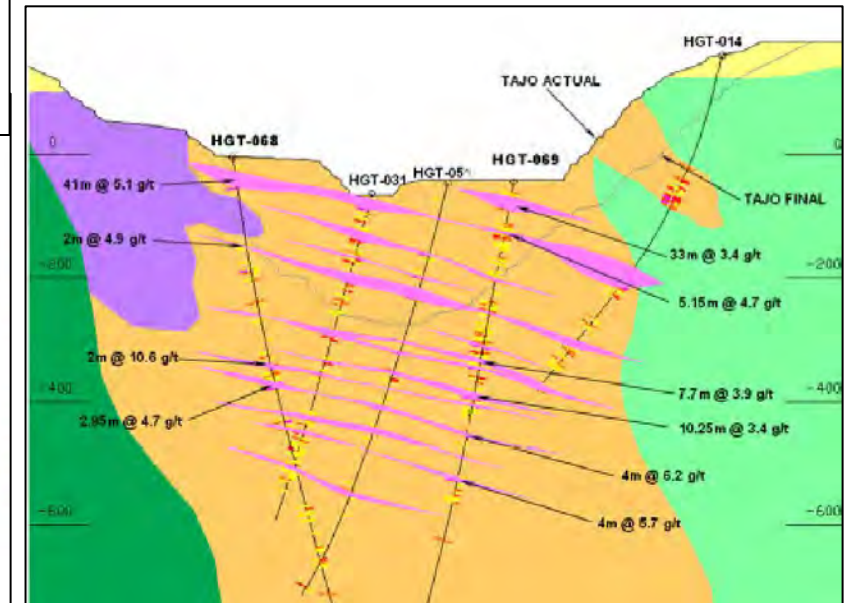 HGT-014
TAJO ACTUAL
HGT-068
HGT-031
HGT-069
0
0
41m @ 5.1 g/t
TAJO FINAL
2m @ 4.9 g/t
33m @ 3.4 g/t
-200
-200
5.15m @ 4.7 g/t
2m @ 10.6 g/t
-400
-400
7.7m @ 3.9 g/t
2.95m @ 4.7 g/t
10.25m @ 3.4 g/t
4m @ 6.2 g/t
-600
-600
4m @ 5.7 g/t